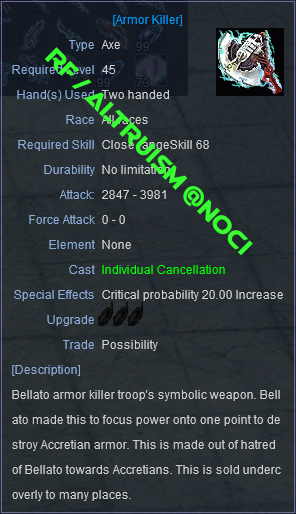 [Armor Killer]
Type Axe
Required Level 45
Hand(s) Used Two handed
Race All races
Required Skill Close rangeSkill 68
Durability No limitation
Attack: 2847 - 3981
Force Attack 0 - 0
Element None
Cast Individual Cancellation
Special Effects Critical probability 20.00 Increase
Upgrade
Trade Possibility
[Description]
Bellato armor killer troop's symbolic weapon. Bell
ato made this to focus power onto one point to de
stroy Accretian armor. This is made out of hatred
of Bellato towards Accretians. This is sold underc
overly to many places.
RF / ALTRUISM @NOCI